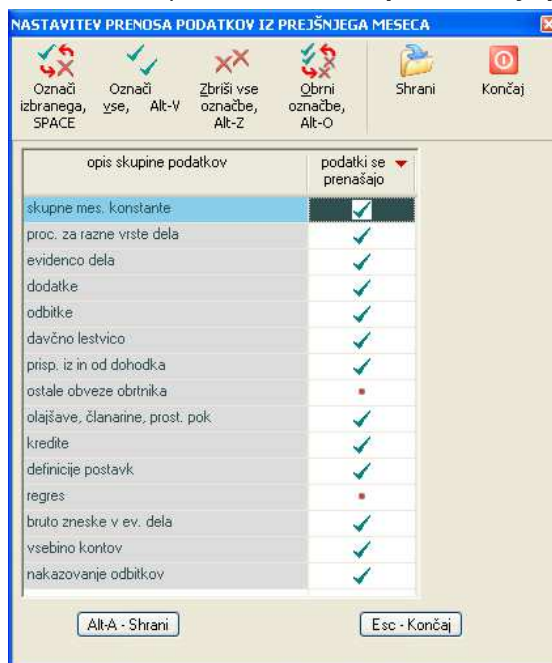 NASTAVITEV PRENOSA PODATKOV IZ PREJŠNJEGA MESECA
Označi izbranega, SPACE
Označi vse, Alt-V
Zbriši vse označbe, Alt-Z
Obrni označbe, Alt-O
Shrani
Končaj
opis skupine podatkov
podatki se prenašajo
skupne mes. konstante
proc. za razne vrste dela
evidenco dela
dodatke
odbitke
davčno lestvico
prisp. iz in od dohodka
ostale obveze obrtnika
olajšave, članarine, prost. pok
kredite
definicije postavk
regres
bruto zneske v ev. dela
vsebino kontov
nakazovanje odbitkov
Alt-A - Shrani
Esc - Končaj